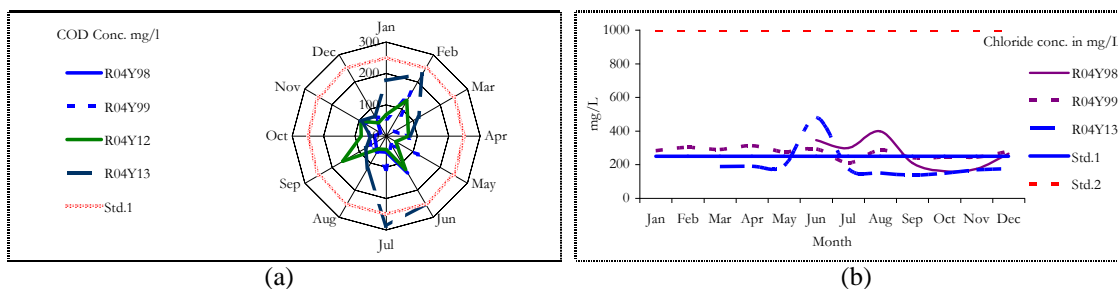 COD Conc. mg/l
R04Y98
R04Y99
R04Y12
R04Y13
Std.1
Jan
Feb
Mar
Apr
May
Jun
Jul
Aug
Sep
Oct
Nov
Dec
300
200
100
0
(a)
Chloride conc. in mg/L
1000
800
600
400
200
0
mg/L
Jan Feb Mar Apr May Jun Jul Aug Sep Oct Nov Dec
Month
R04Y98
R04Y99
R04Y13
Std.1
Std.2
(b)